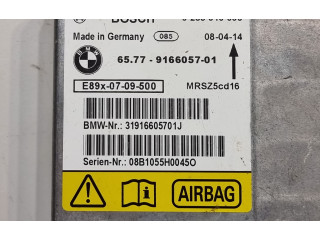 BOSCH
Made in Germany 085 08-04-14
BMW 65.77 - 9166057-01
E89x-07-09-500 MRSZ5cd16
BMW-Nr.: 31916605701J
Serien-Nr.: 08B1055H0045O
AIRBAG